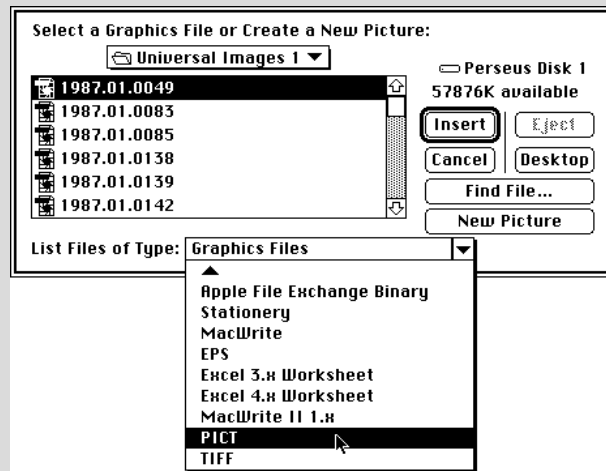 Select a Graphics File or Create a New Picture:
Universal Images 1
Perseus Disk 1
57876K available
1987.01.0049
1987.01.0083
1987.01.0085
1987.01.0138
1987.01.0139
1987.01.0142
Insert
Eject
Cancel
Desktop
Find File...
New Picture
List Files of Type:
Graphics Files
Apple File Exchange Binary
Stationery
MacWrite
EPS
Excel 3.x Worksheet
Excel 4.x Worksheet
MacWrite II 1.x
PICT
TIFF